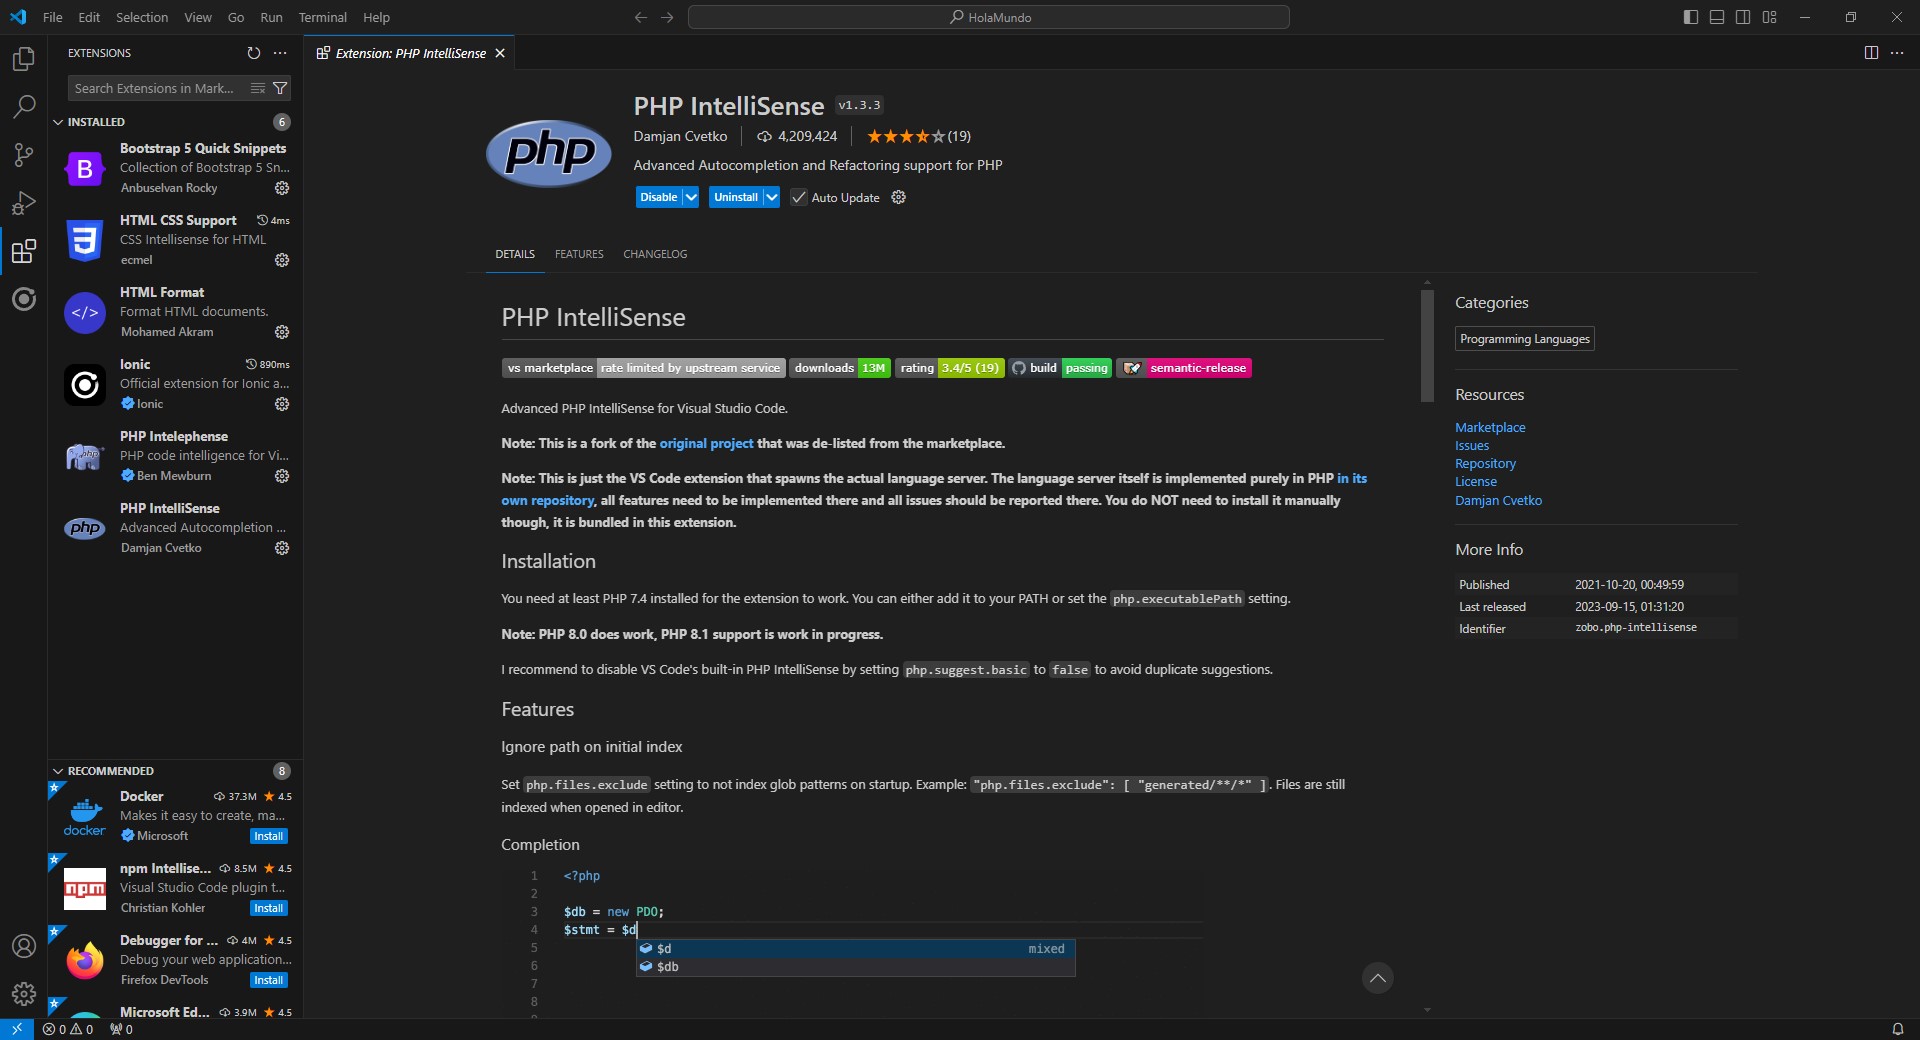 File Edit Selection View Go Run Terminal Help
HolaMundo
EXTENSIONS
Search Extensions in Mark...
INSTALLED 6
Bootstrap 5 Quick Snippets
Collection of Bootstrap 5 Sn...
Anbuselvan Rocky
HTML CSS Support 4ms
CSS Intellisense for HTML
ecmel
HTML Format
Format HTML documents.
Mohamed Akram
Ionic 890ms
Official extension for Ionic a...
Ionic
PHP Intelephense
PHP code intelligence for Vi...
Ben Mewburn
PHP IntelliSense
Advanced Autocompletion ...
Damjan Cvetko
RECOMMENDED 8
Docker 37.3M 4.5
Makes it easy to create, ma...
Microsoft Install
npm Intellise... 8.5M 4.5
Visual Studio Code plugin t...
Christian Kohler Install
Debugger for ... 4M 4.5
Debug your web application...
Firefox DevTools Install
Microsoft Ed... 3.9M 4.5
B
</>
php
php
docker
npm
Extension: PHP IntelliSense
php
PHP IntelliSense v1.3.3
Damjan Cvetko 4,209,424 (19)
Advanced Autocompletion and Refactoring support for PHP
Disable Uninstall Auto Update
DETAILS FEATURES CHANGELOG
PHP IntelliSense
vs marketplace rate limited by upstream service downloads 13M rating 3.4/5 (19) build passing semantic-release
Advanced PHP IntelliSense for Visual Studio Code.
Note: This is a fork of the original project that was de-listed from the marketplace.
Note: This is just the VS Code extension that spawns the actual language server. The language server itself is implemented purely in PHP in its
own repository, all features need to be implemented there and all issues should be reported there. You do NOT need to install it manually
though, it is bundled in this extension.
Installation
You need at least PHP 7.4 installed for the extension to work. You can either add it to your PATH or set the php.executablePath setting.
Note: PHP 8.0 does work, PHP 8.1 support is work in progress.
I recommend to disable VS Code's built-in PHP IntelliSense by setting php.suggest.basic to false to avoid duplicate suggestions.
Features
Ignore path on initial index
Set php.files.exclude setting to not index glob patterns on startup. Example: "php.files.exclude": [ "generated/**/*" ]. Files are still
indexed when opened in editor.
Completion
1 <?php
2
3 $db = new PDO;
4 $stmt = $d
5 $d mixed
6 $db
7
8
Categories
Programming Languages
Resources
Marketplace
Issues
Repository
License
Damjan Cvetko
More Info
Published 2021-10-20, 00:49:59
Last released 2023-09-15, 01:31:20
Identifier zobo.php-intellisense
0 0 0